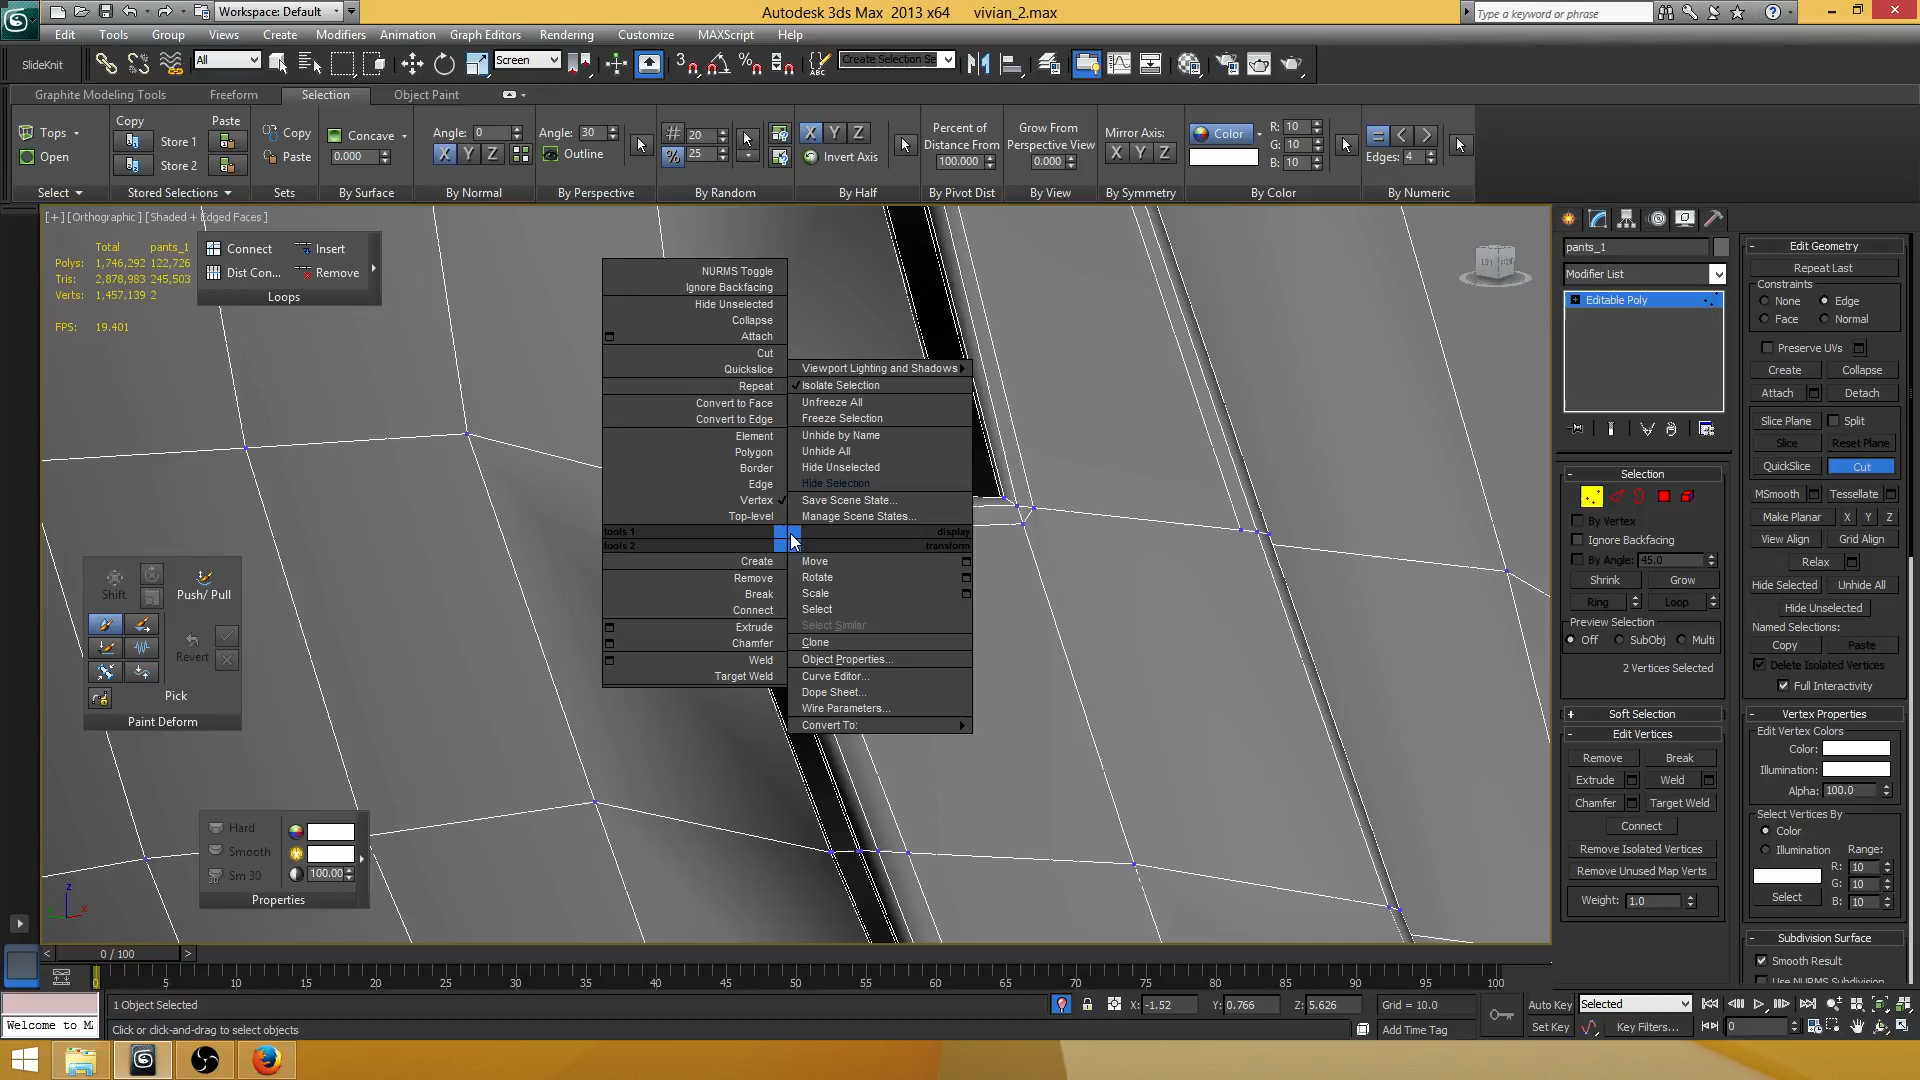 Workspace: Default
Autodesk 3ds Max 2013 x64 vivian_2.max
Type a keyword or phrase
Edit Tools Group Views Create Modifiers Animation Graph Editors Rendering Customize MAXScript Help
SlideKnit All Screen Create Selection Se
Graphite Modeling Tools Freeform Selection Object Paint
Tops
Open
Select
Copy Paste
Store 1
Store 2
Stored Selections
Copy
Paste
Sets
Concave
0.000
By Surface
Angle: 0
X Y Z
By Normal
Angle: 30
Outline
By Perspective
20
25
By Random
X Y Z
Invert Axis
By Half
Percent of
Distance From
100.000
By Pivot Dist
Grow From
Perspective View
0.000
By View
Mirror Axis:
X Y Z
By Symmetry
Color
R: 10
G: 10
B: 10
By Color
Edges: 4
By Numeric
[+] [Orthographic] [Shaded + Edged Faces]
Total pants_1
Polys: 1,746,292 122,726
Tris: 2,878,983 245,503
Verts: 1,457,139 2
FPS: 19.401
Connect Insert
Dist Con... Remove
Loops
NURMS Toggle
Ignore Backfacing
Hide Unselected
Collapse
Attach
Cut
Quickslice
Repeat
Convert to Face
Convert to Edge
Element
Polygon
Border
Edge
Vertex
Top-level
tools 1
tools 2
Create
Remove
Break
Connect
Extrude
Chamfer
Weld
Target Weld
Viewport Lighting and Shadows
Isolate Selection
Unfreeze All
Freeze Selection
Unhide by Name
Unhide All
Hide Unselected
Hide Selection
Save Scene State...
Manage Scene States...
display
transform
Move
Rotate
Scale
Select
Select Similar
Clone
Object Properties...
Curve Editor...
Dope Sheet...
Wire Parameters...
Convert To:
Shift
Push/ Pull
Revert
Pick
Paint Deform
Hard
Smooth
Sm 30
100.00
Properties
z
x
pants_1
Modifier List
Editable Poly
Selection
By Vertex
Ignore Backfacing
By Angle: 45.0
Shrink Grow
Ring Loop
Preview Selection
Off SubObj Multi
2 Vertices Selected
Soft Selection
Edit Vertices
Remove Break
Extrude Weld
Chamfer Target Weld
Connect
Remove Isolated Vertices
Remove Unused Map Verts
Weight: 1.0
Edit Geometry
Repeat Last
Constraints
None Edge
Face Normal
Preserve UVs
Create Collapse
Attach Detach
Slice Plane Split
Slice Reset Plane
QuickSlice Cut
MSmooth Tessellate
Make Planar X Y Z
View Align Grid Align
Relax
Hide Selected Unhide All
Hide Unselected
Named Selections:
Copy Paste
Delete Isolated Vertices
Full Interactivity
Vertex Properties
Edit Vertex Colors
Color:
Illumination:
Alpha: 100.0
Select Vertices By
Color
Illumination Range:
R: 10
G: 10
Select B: 10
Subdivision Surface
Smooth Result
Use NURMS Subdivision
0 / 100
0 5 10 15 20 25 30 35 40 45 50 55 60 65 70 75 80 85 90 95 100
1 Object Selected X: -1.52 Y: 0.766 Z: 5.626 Grid = 10.0 Auto Key Selected
Welcome to M Click or click-and-drag to select objects Add Time Tag Set Key Key Filters... 0